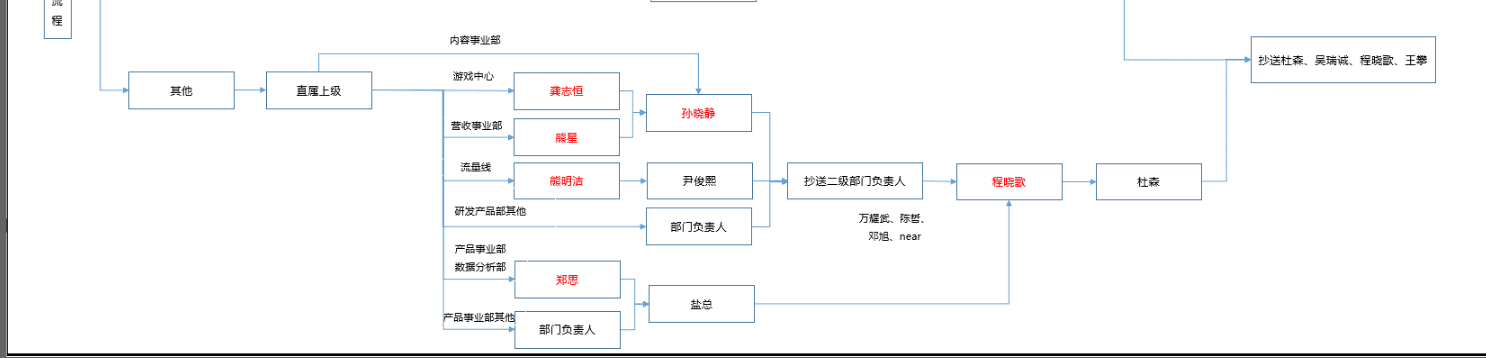 流
程
内容事业部
其他
直属上级
游戏中心
龚志恒
孙晓静
营收事业部
熊星
流量线
熊明洁
尹俊熙
抄送二级部门负责人
程晓歌
杜森
抄送杜森、吴瑞诚、程晓歌、王攀
研发产品部其他
部门负责人
万耀武、陈哲、
邓旭、near
产品事业部
数据分析部
郑思
盐总
产品事业部其他
部门负责人